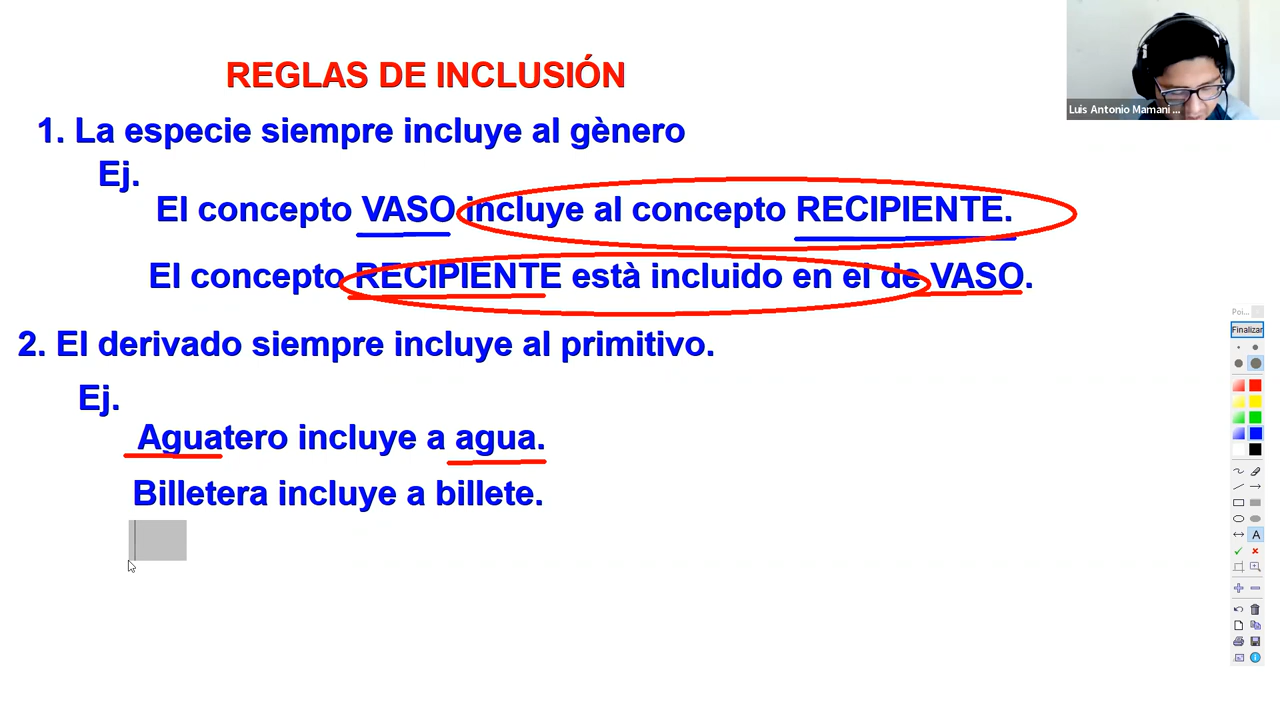 REGLAS DE INCLUSIÓN
Luis Antonio Mamani ...
1. La especie siempre incluye al gènero
Ej.
El concepto VASO incluye al concepto RECIPIENTE.
El concepto RECIPIENTE està incluido en el de VASO.
2. El derivado siempre incluye al primitivo.
Ej.
Aguatero incluye a agua.
Billetera incluye a billete.
Poi...
Finalizar
A